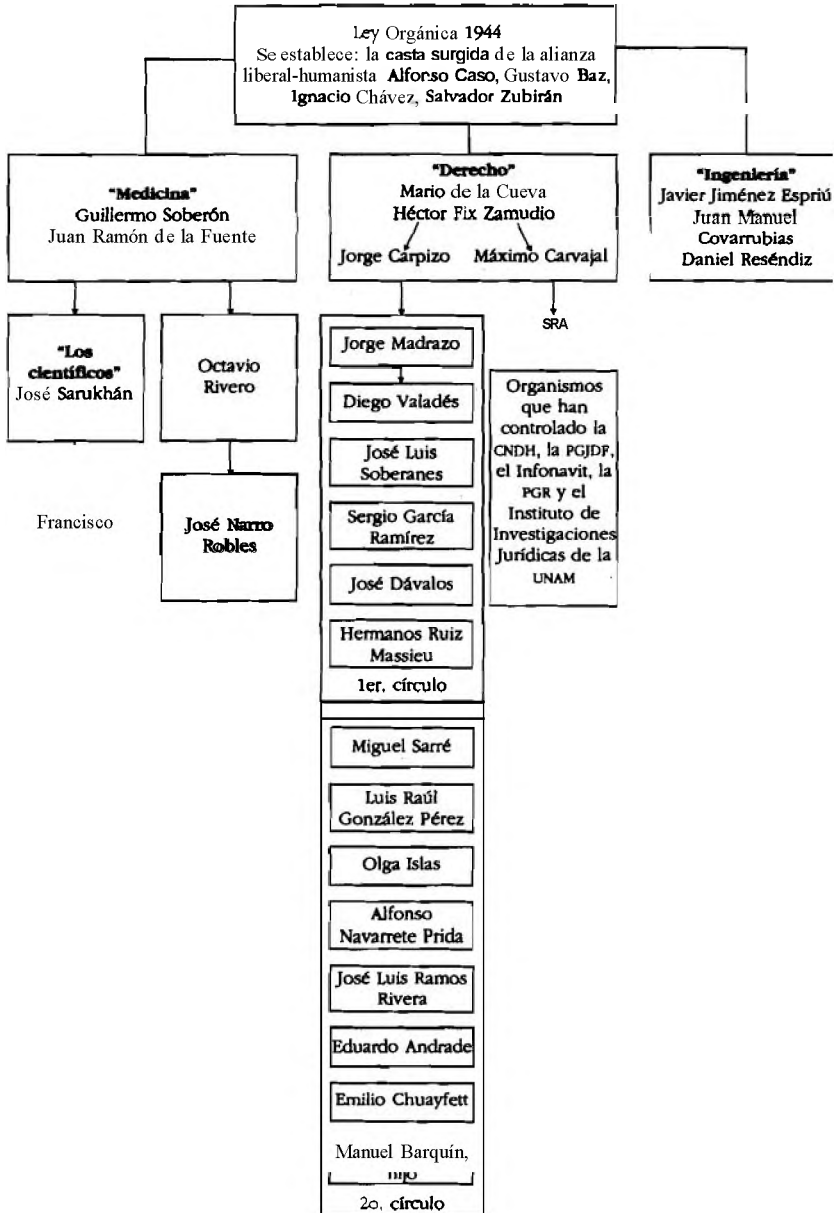 Ley Orgánica 1944
Se establece: la casta surgida de la alianza
liberal-humanista Alfonso Caso, Gustavo Baz,
Ignacio Chávez, Salvador Zubirán
"Medicina"
Guillermo Soberón
Juan Ramón de la Fuente
"Derecho"
Mario de la Cueva
Héctor Fix Zamudio
Jorge Carpizo
Máximo Carvajal
"Ingeniería"
Javier Jiménez Espriú
Juan Manuel
Covarrubias
Daniel Reséndiz
"Los
científicos"
José Sarukhán
Octavio
Rivero
Francisco
José Narro
Robles
Jorge Madrazo
Diego Valadés
José Luis
Soberanes
Sergio García
Ramírez
José Dávalos
Hermanos Ruiz
Massieu
1er. círculo
SRA
Organismos
que han
controlado la
CNDH, la PGJDF,
el Infonavit, la
PGR y el
Instituto de
Investigaciones
Jurídicas de la
UNAM
Miguel Sarré
Luis Raúl
González Pérez
Olga Islas
Alfonso
Navarrete Prida
José Luis Ramos
Rivera
Eduardo Andrade
Emilio Chuayfett
Manuel Barquín,
hijo
2o. círculo